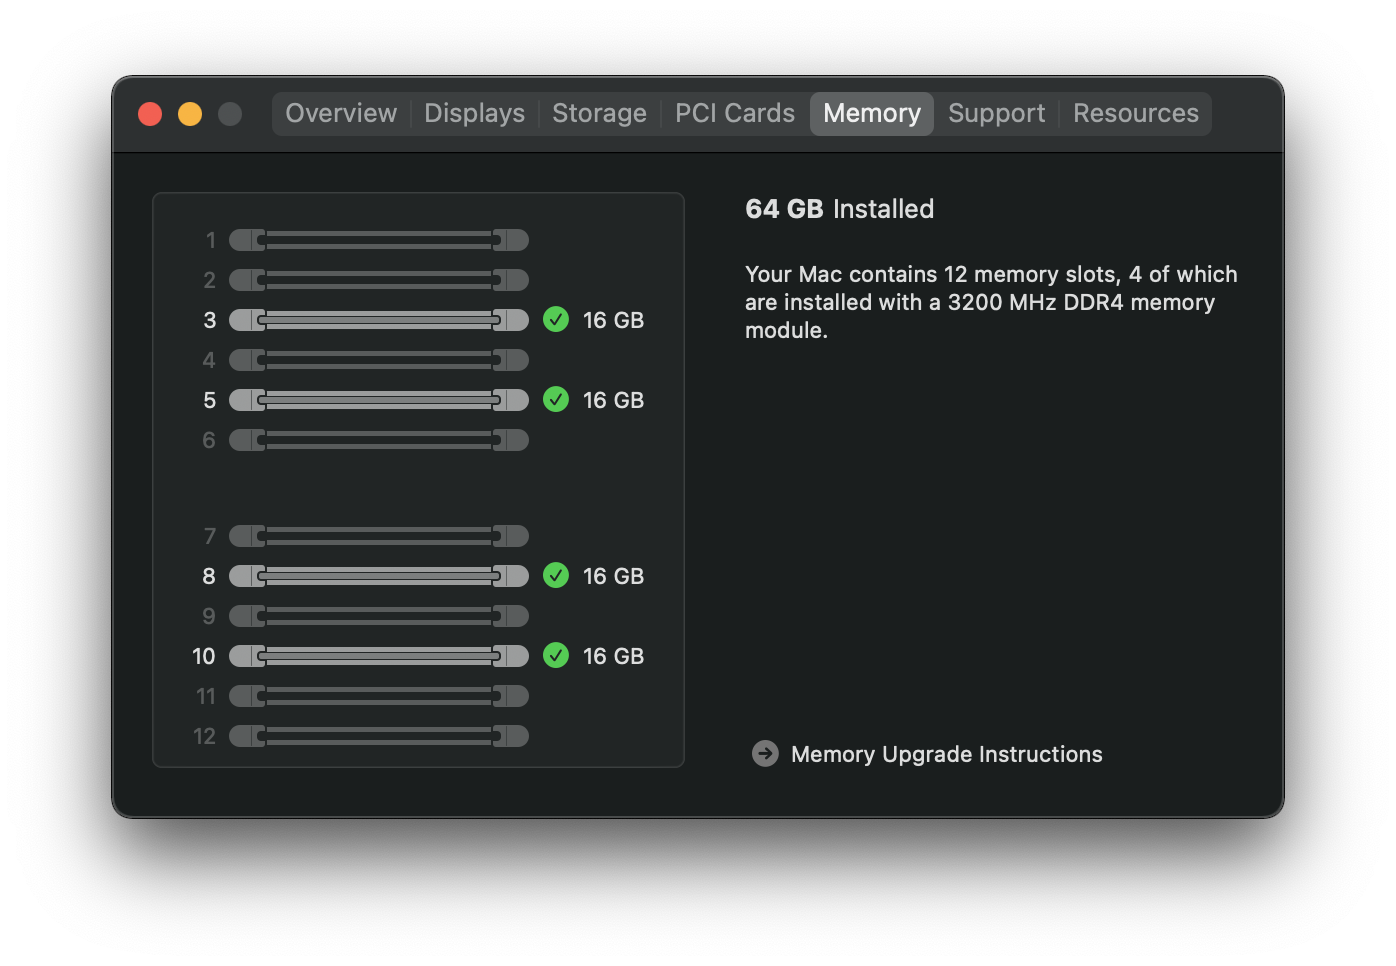 Overview Displays Storage PCI Cards Memory Support Resources
1
2
3 16 GB
4
5 16 GB
6
7
8 16 GB
9
10 16 GB
11
12
64 GB Installed
Your Mac contains 12 memory slots, 4 of which
are installed with a 3200 MHz DDR4 memory
module.
Memory Upgrade Instructions